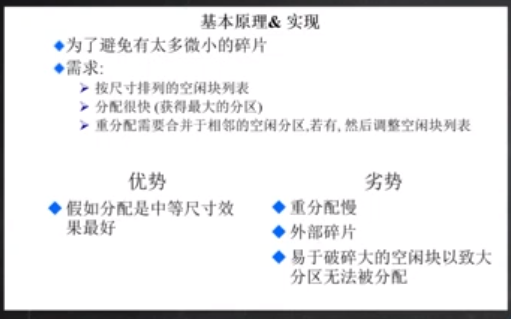 基本原理& 实现
为了避免有太多微小的碎片
需求:
按尺寸排列的空闲块列表
分配很快 (获得最大的分区)
重分配需要合并于相邻的空闲分区,若有, 然后调整空闲块列表
优势
假如分配是中等尺寸效
果最好
劣势
重分配慢
外部碎片
易于破碎大的空闲块以致大
分区无法被分配